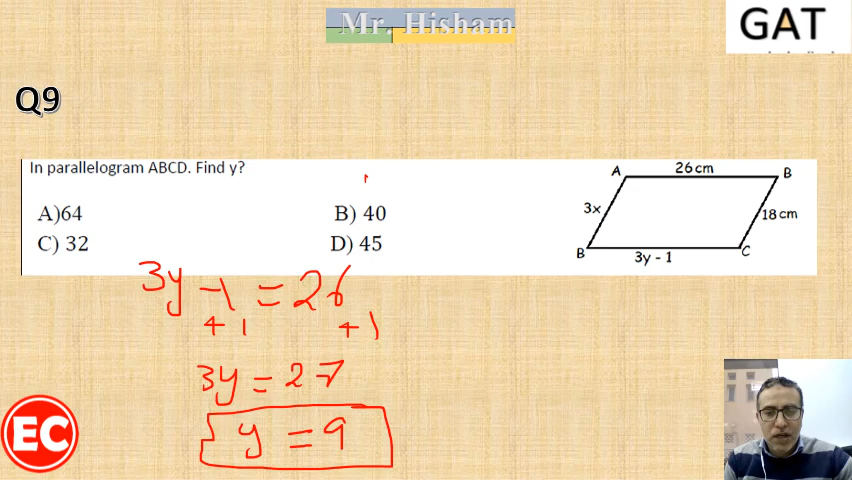 Mr. Hisham
GAT
Q9
In parallelogram ABCD. Find y?
A)64
B) 40
C) 32
D) 45
A
26cm
B
3x
18cm
B
3y - 1
C
3y - 1 = 26
+ 1 + 1
3y = 27
y = 9
EC